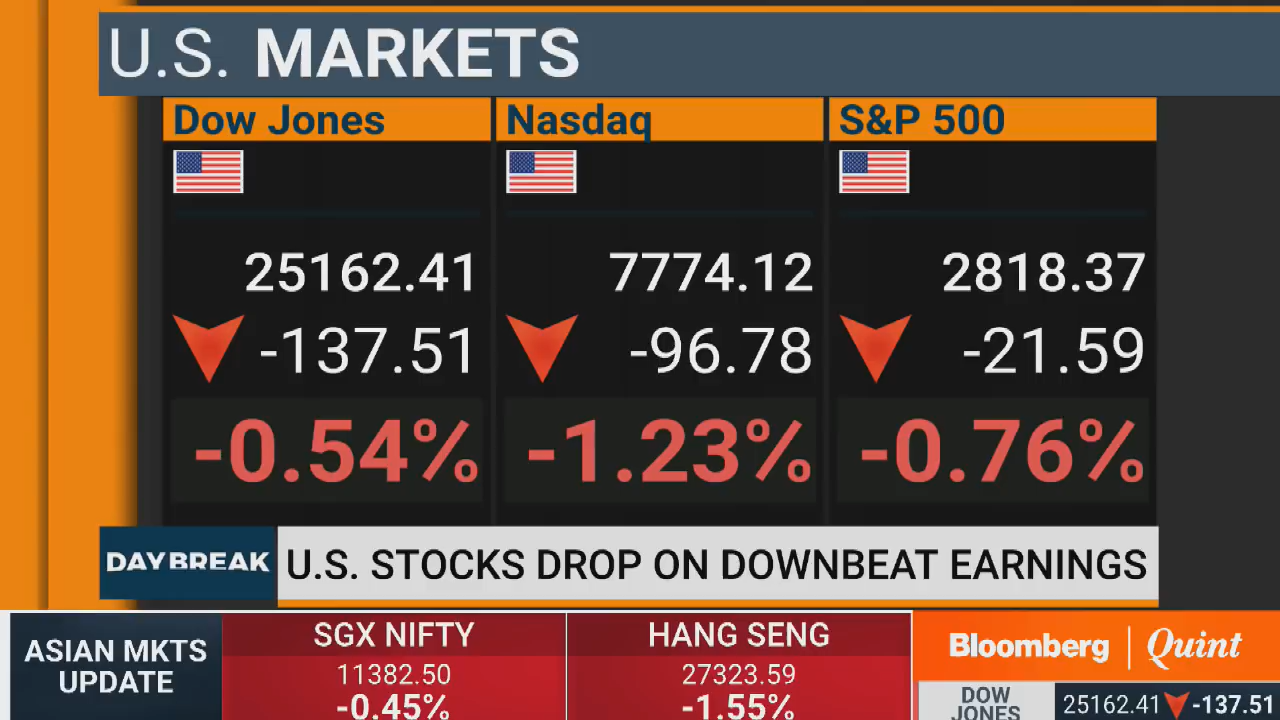 U.S. MARKETS
Dow Jones
25162.41
-137.51
-0.54%
Nasdaq
7774.12
-96.78
-1.23%
S&P 500
2818.37
-21.59
-0.76%
DAYBREAK
U.S. STOCKS DROP ON DOWNBEAT EARNINGS
ASIAN MKTS
UPDATE
SGX NIFTY
11382.50
-0.45%
HANG SENG
27323.59
-1.55%
Bloomberg | Quint
DOW
JONES
25162.41 -137.51